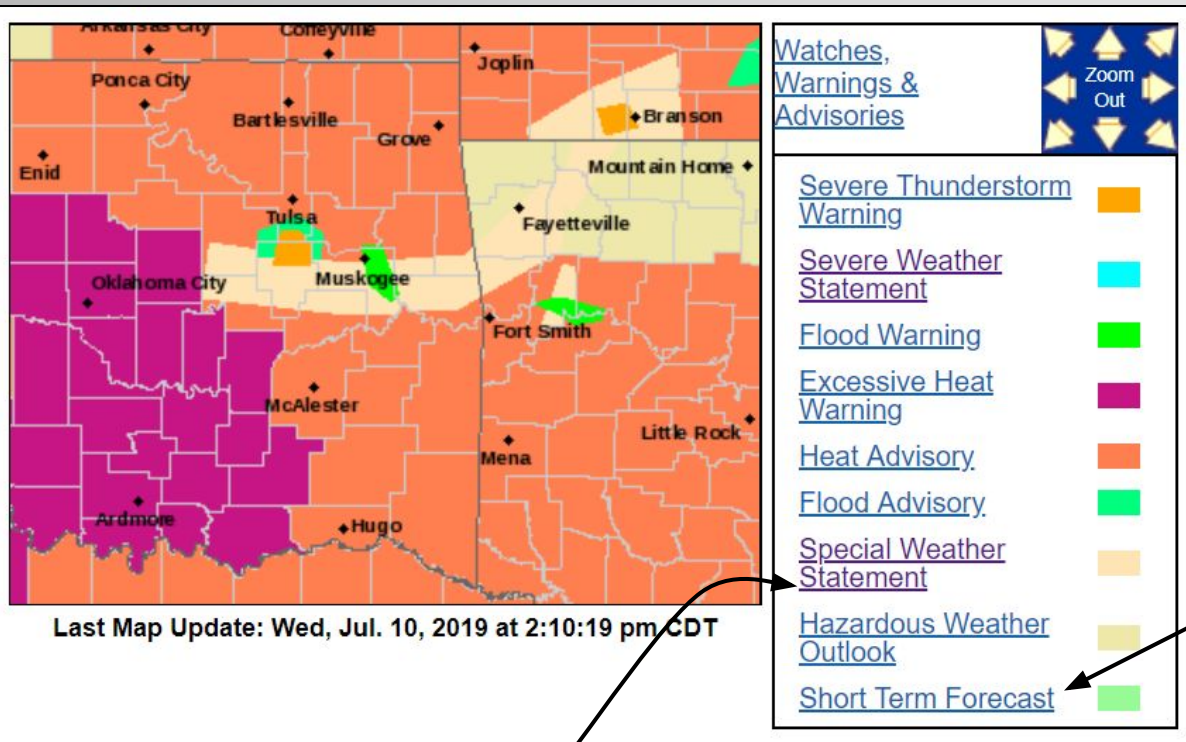 Arkansas City
Coffeyville
Joplin
Ponca City
Bartlesville
Grove
Branson
Enid
Mountain Home
Tulsa
Fayetteville
Oklahoma City
Muskogee
Fort Smith
McAlester
Little Rock
Mena
Ardmore
Hugo
Last Map Update: Wed, Jul. 10, 2019 at 2:10:19 pm CDT
Watches,
Warnings &
Advisories
Zoom
Out
Severe Thunderstorm
Warning
Severe Weather
Statement
Flood Warning
Excessive Heat
Warning
Heat Advisory
Flood Advisory
Special Weather
Statement
Hazardous Weather
Outlook
Short Term Forecast